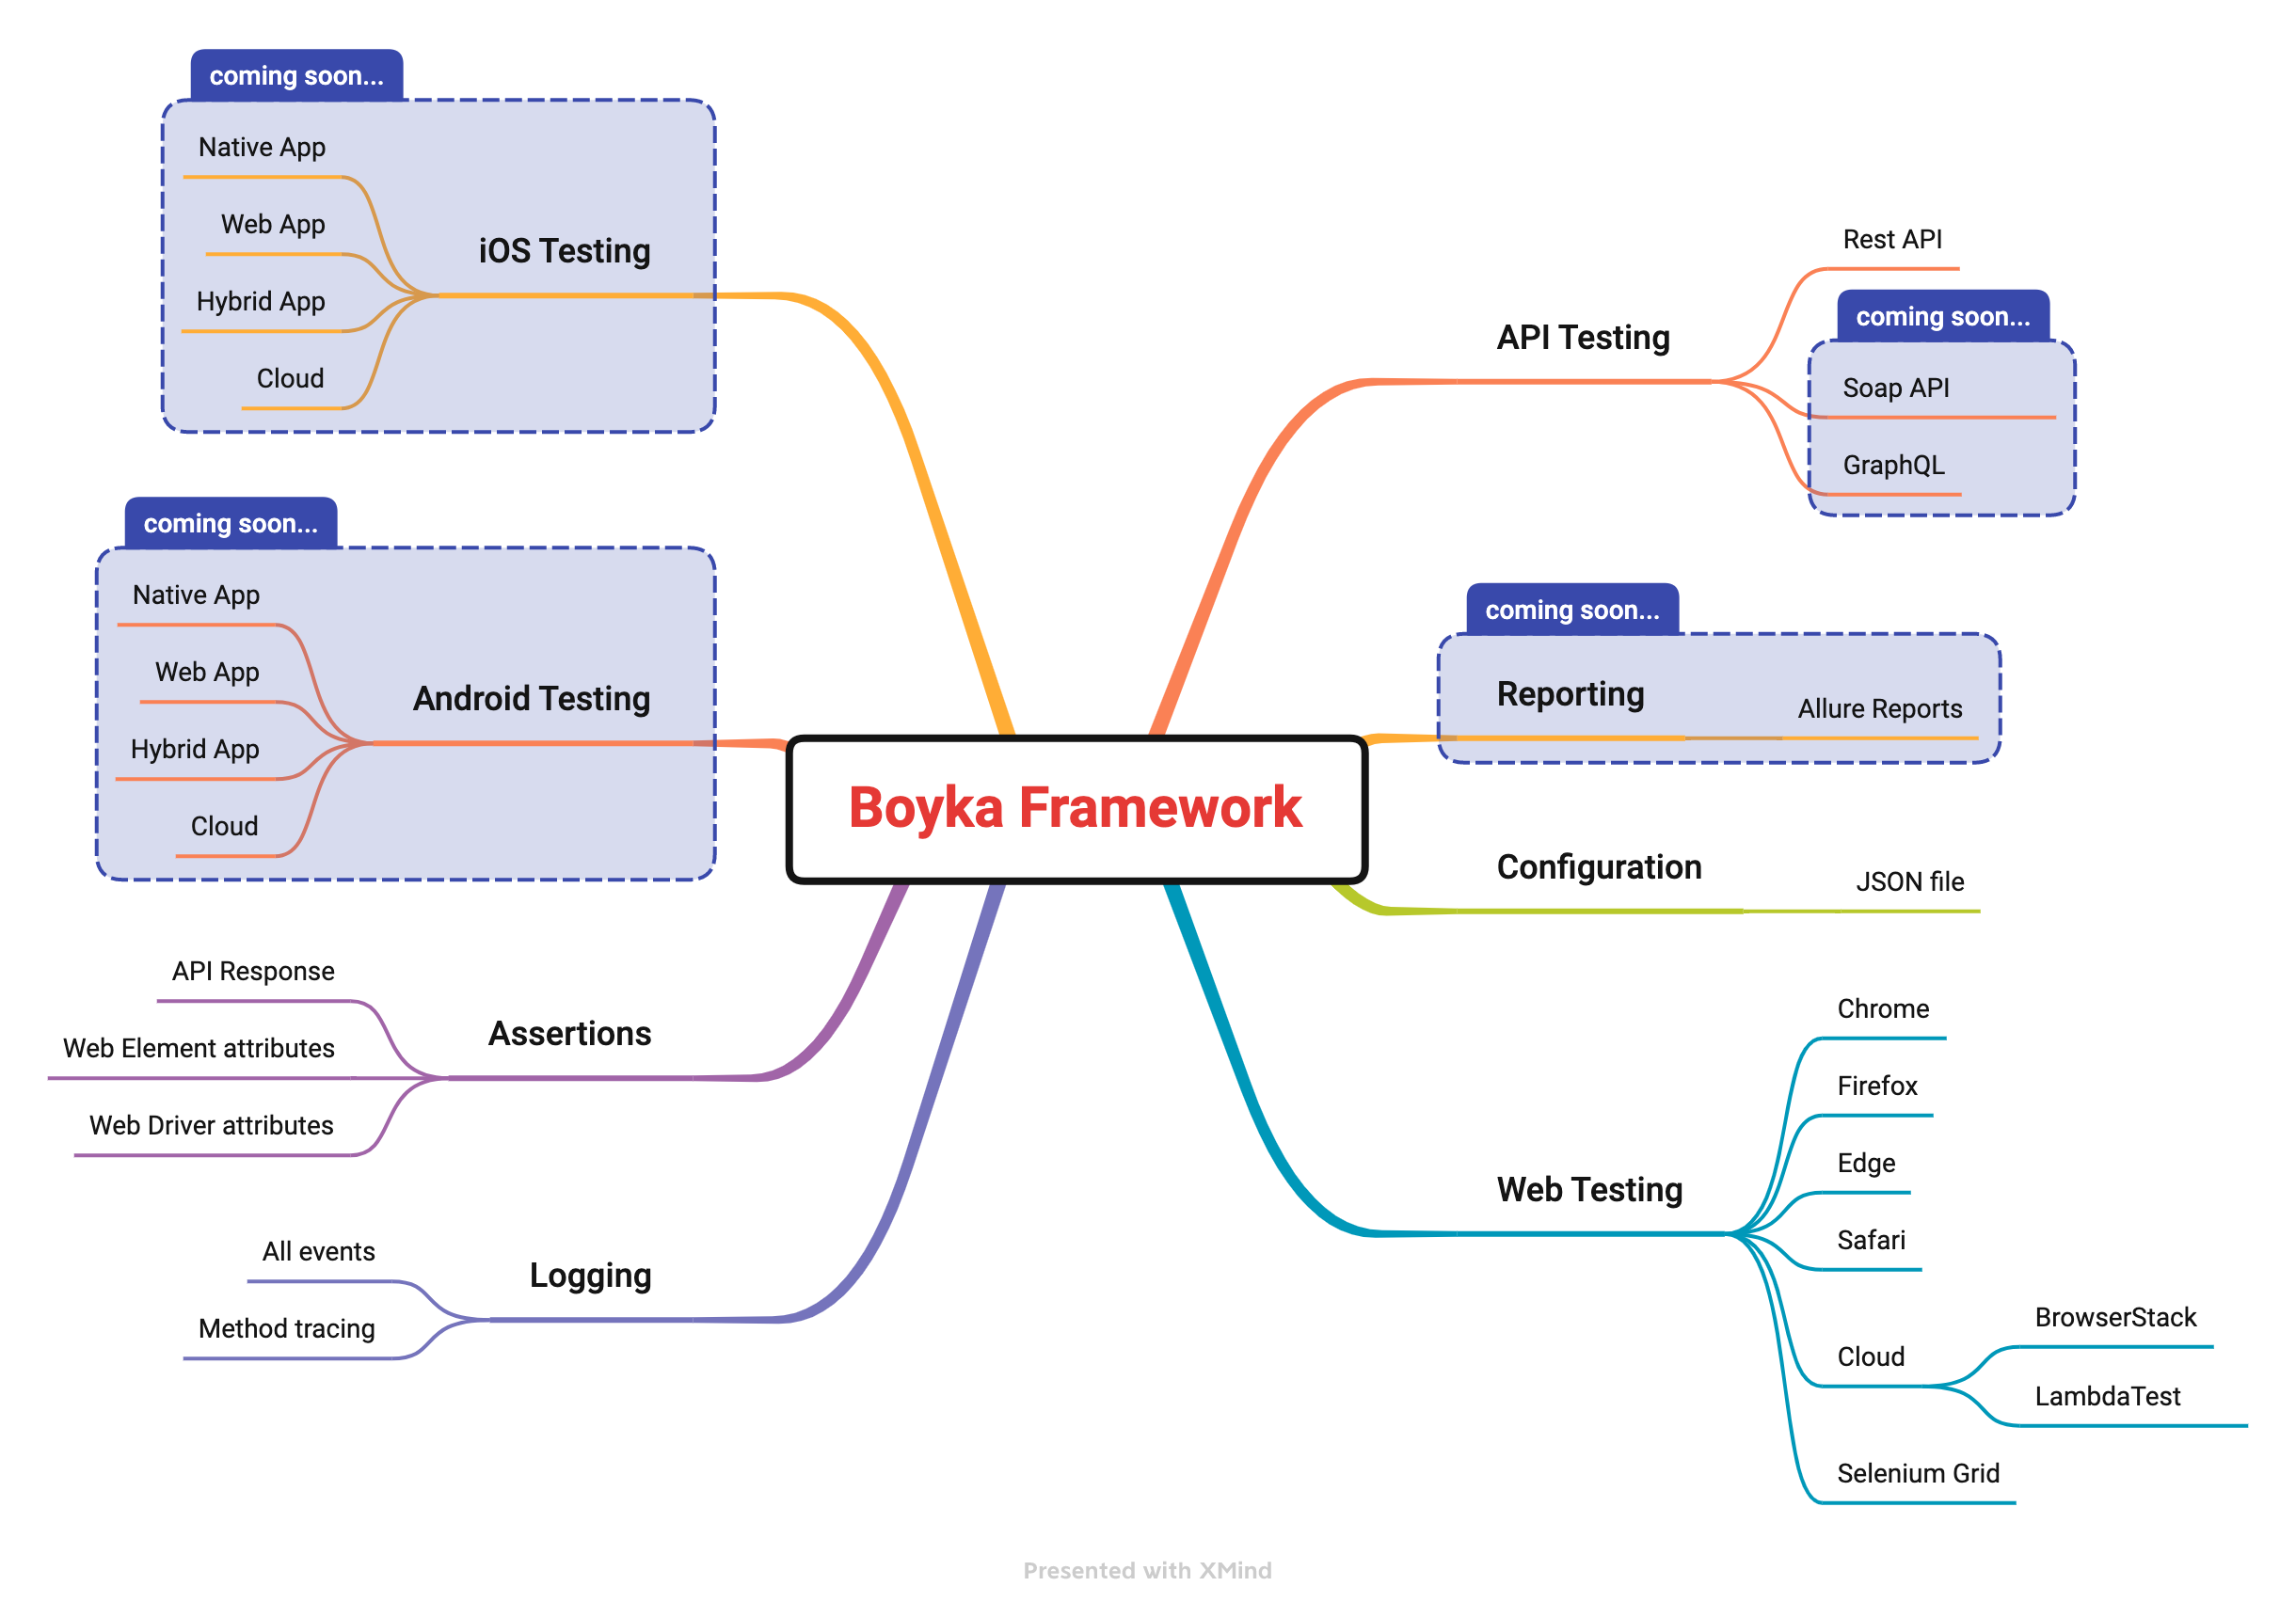 coming soon...
Native App
Web App
iOS Testing
Hybrid App
Cloud
coming soon...
Native App
Web App
Android Testing
Hybrid App
Cloud
API Response
Web Element attributes
Assertions
Web Driver attributes
All events
Logging
Method tracing
Boyka Framework
Rest API
API Testing
coming soon...
Soap API
GraphQL
coming soon...
Reporting
Allure Reports
Configuration
JSON file
Chrome
Firefox
Edge
Web Testing
Safari
Cloud
BrowserStack
LambdaTest
Selenium Grid
Presented with XMind